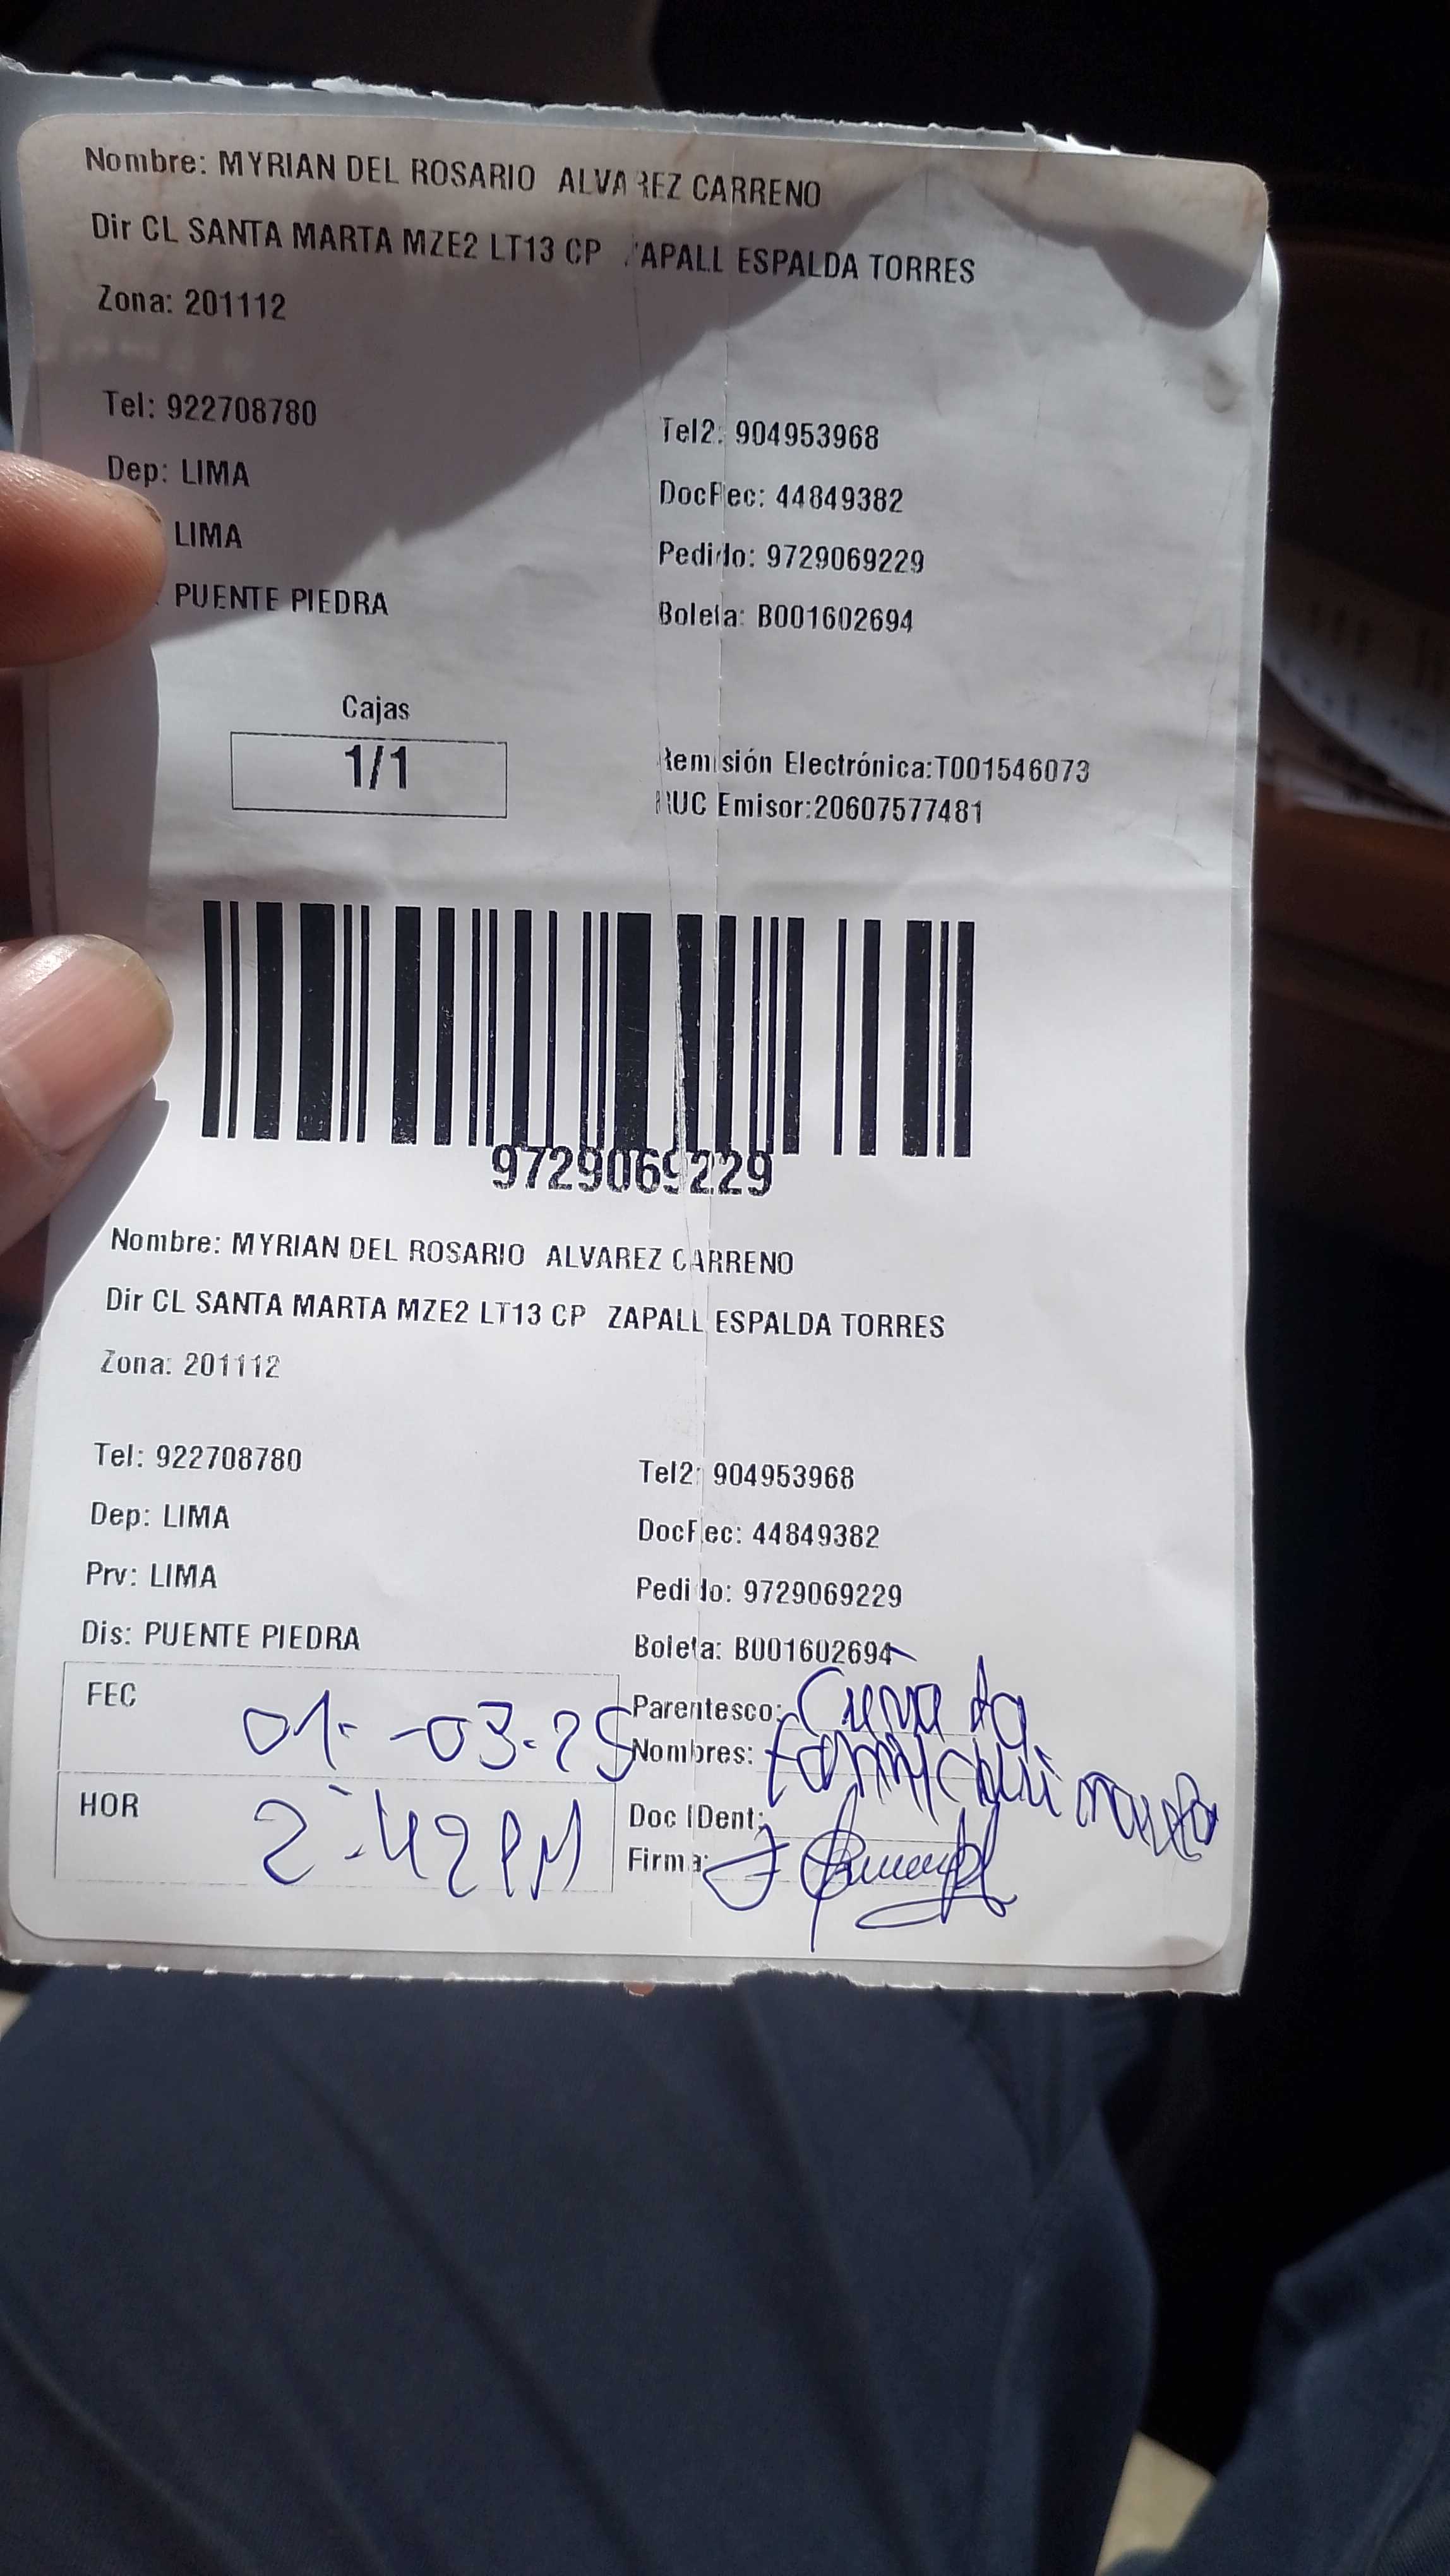 Nombre: MYRIAN DEL ROSARIO ALVAREZ CARRENO
Dir CL SANTA MARTA MZE2 LT13 CP ZAPALL ESPALDA TORRES
Zona: 201112
Tel: 922708780 Tel2: 904953968
Dep: LIMA DocRec: 44849382
LIMA Pedido: 9729069229
PUENTE PIEDRA Boleta: B001602694
Cajas
1/1
Remisión Electrónica:T001546073
RUC Emisor:20607577481
9729069229
Nombre: MYRIAN DEL ROSARIO ALVAREZ CARRENO
Dir CL SANTA MARTA MZE2 LT13 CP ZAPALL ESPALDA TORRES
Zona: 201112
Tel: 922708780 Tel2: 904953968
Dep: LIMA DocRec: 44849382
Prv: LIMA Pedido: 9729069229
Dis: PUENTE PIEDRA Boleta: B001602694
FEC 01-03-25 Parentesco:
Nombres:
HOR 2:42 PM Doc IDent:
Firma: